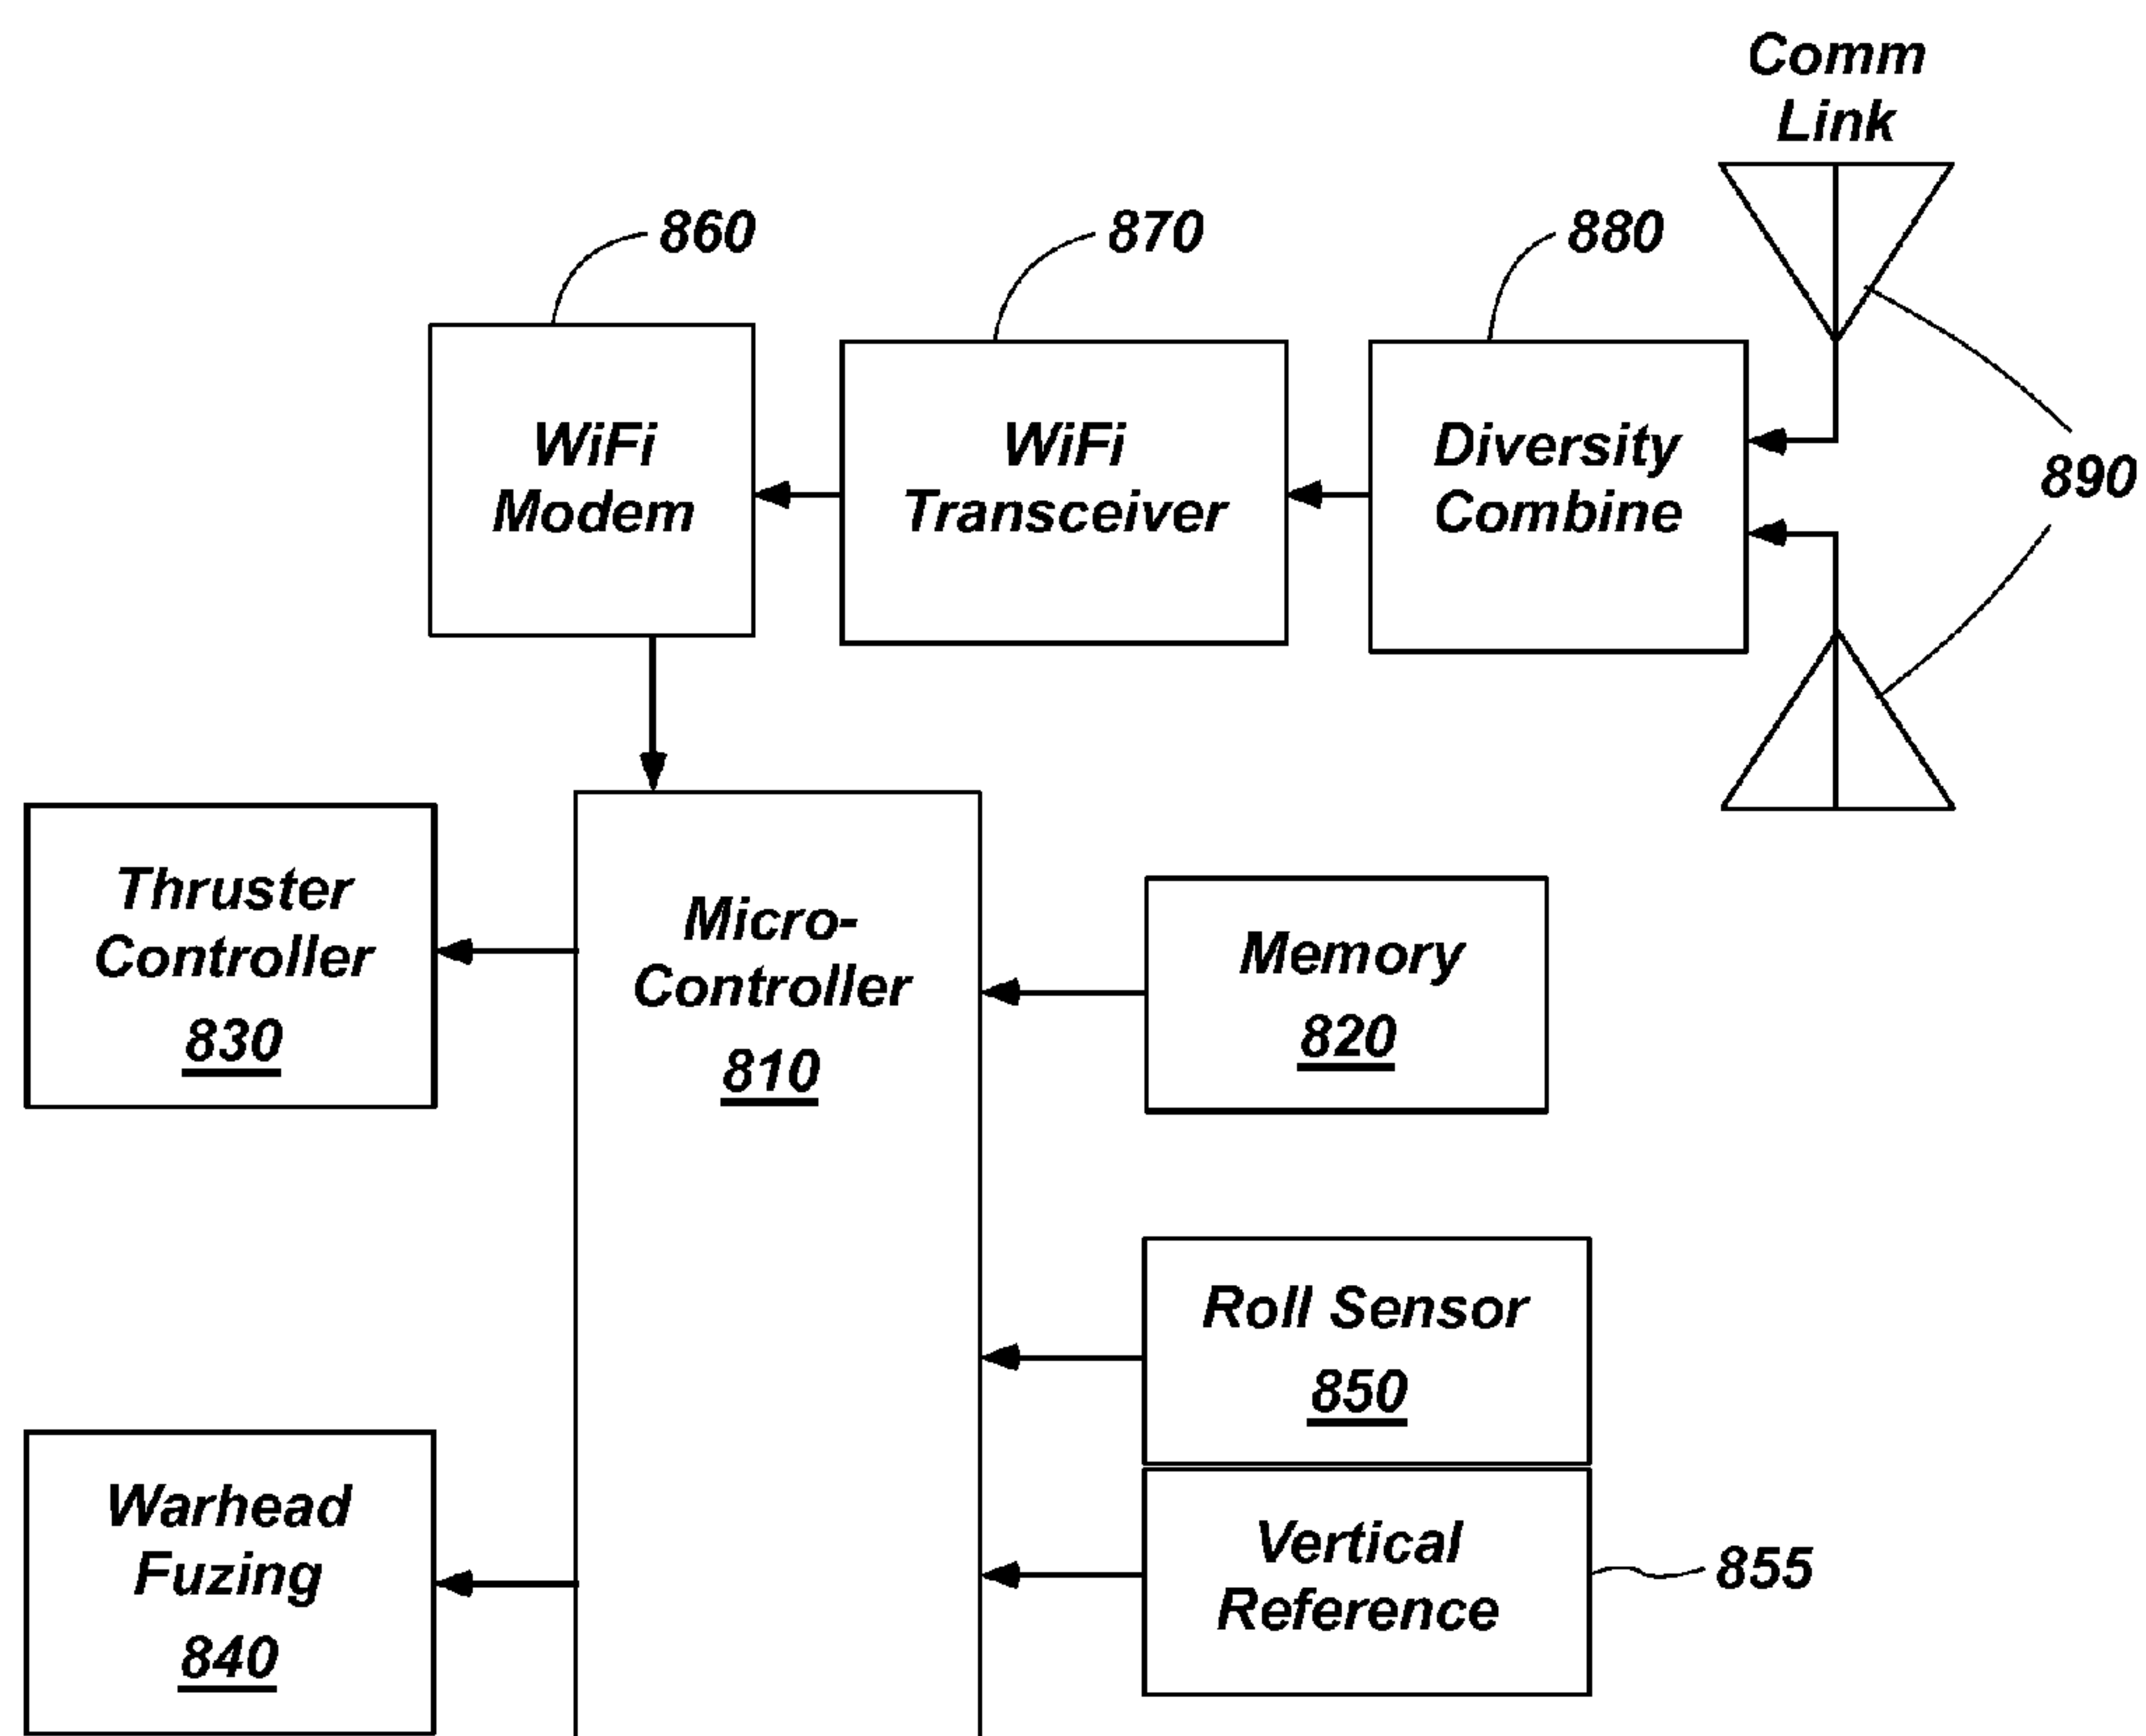 Comm
Link
860
870
880
WiFi
Modem
WiFi
Transceiver
Diversity
Combine
890
Thruster
Controller
830
Micro-
Controller
810
Memory
820
Roll Sensor
850
Warhead
Fuzing
840
Vertical
Reference
855